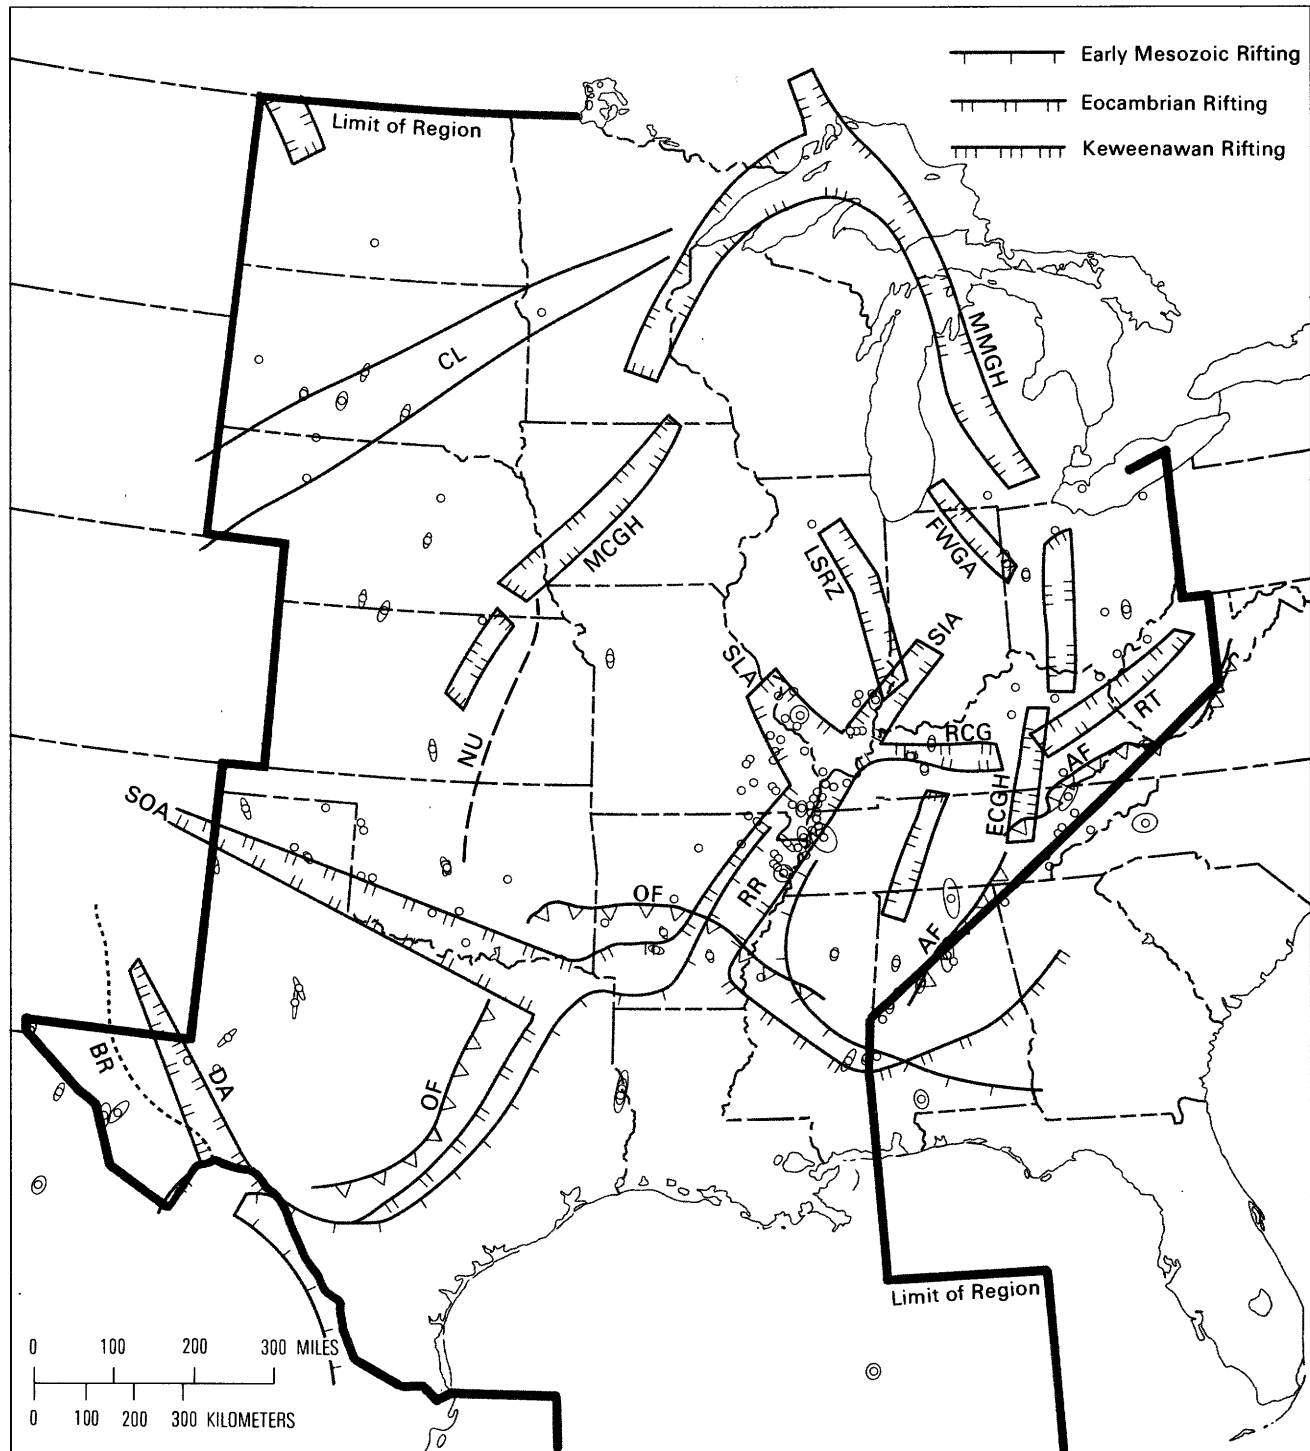 Early Mesozoic Rifting
Eocambrian Rifting
Keweenawan Rifting
Limit of Region
CL
MMGH
MCGH
FWGA
LSRZ
SIA
SLA
RT
NU
RCG
AF
SOA
ECGH
OF
RR
AF
BR
DA
OF
Limit of Region
0 100 200 300 MILES
0 100 200 300 KILOMETERS